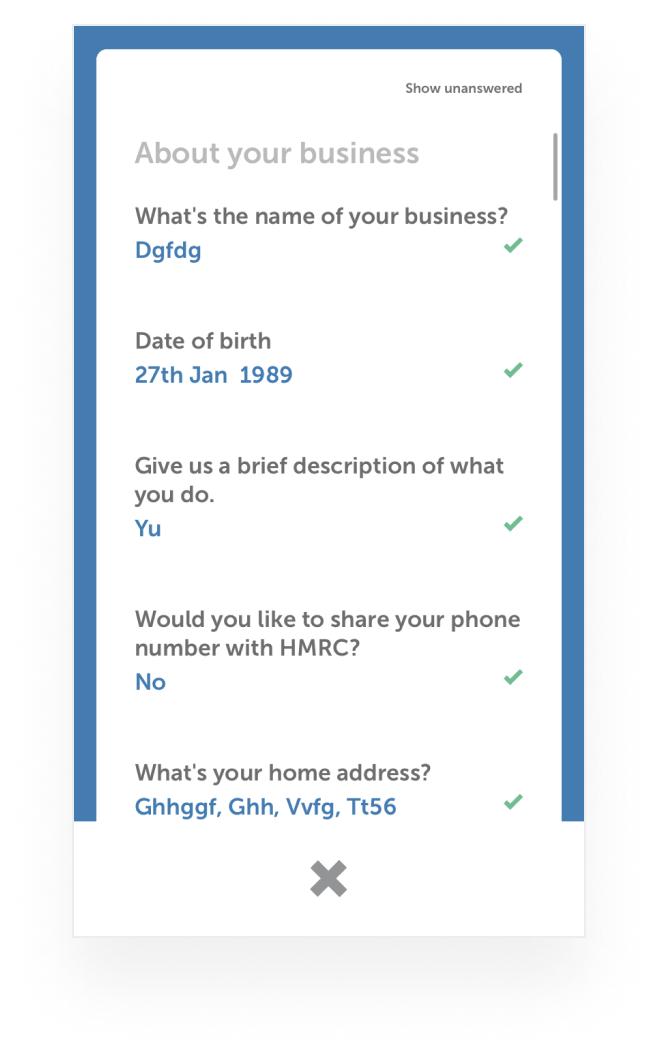 Show unanswered
About your business
What's the name of your business?
Dgfdg
Date of birth
27th Jan  1989
Give us a brief description of what
you do.
Yu
Would you like to share your phone
number with HMRC?
No
What's your home address?
Ghhggf, Ghh, Vvfg, Tt56